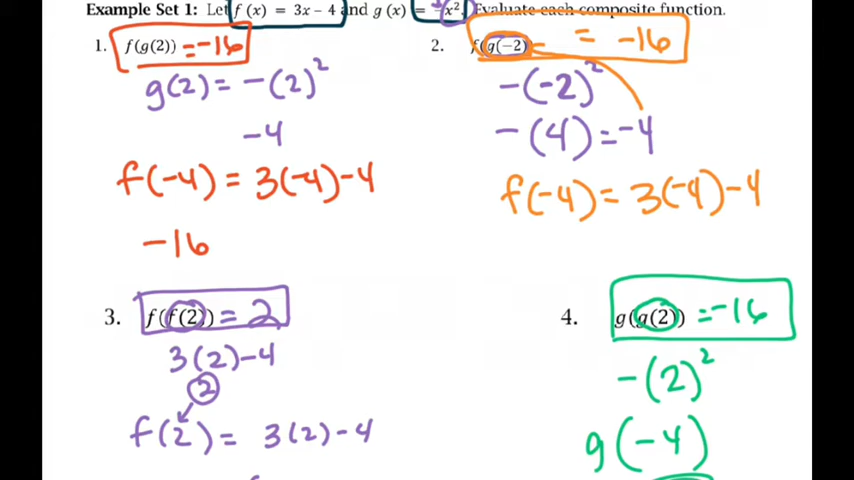 Example Set 1: Let f (x) = 3x − 4 and g (x) = −x². Evaluate each composite function.
1. f(g(2)) = -16
g(2) = -(2)²
-4
f(-4) = 3(-4)-4
-16
2. f(g(−2) = = -16
-(-2)²
-(4) = -4
f(-4) = 3(-4)-4
3. f(f(2)) = 2
3(2)-4
2
f(2) = 3(2)-4
4. g(g(2)) = -16
-(2)²
g(-4)